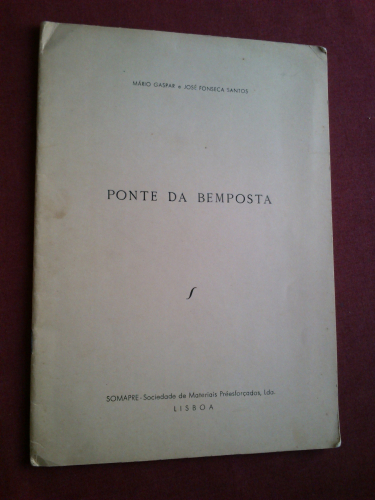 MÁRIO GASPAR e JOSÉ FONSECA SANTOS
PONTE DA BEMPOSTA
SOMAPRE-Sociedade de Materiais Préesforçados, Lda.
LISBOA